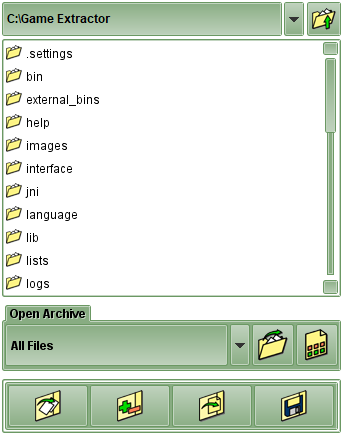 C:\Game Extractor
.settings
bin
external_bins
help
images
interface
jni
language
lib
lists
logs
Open Archive
All Files